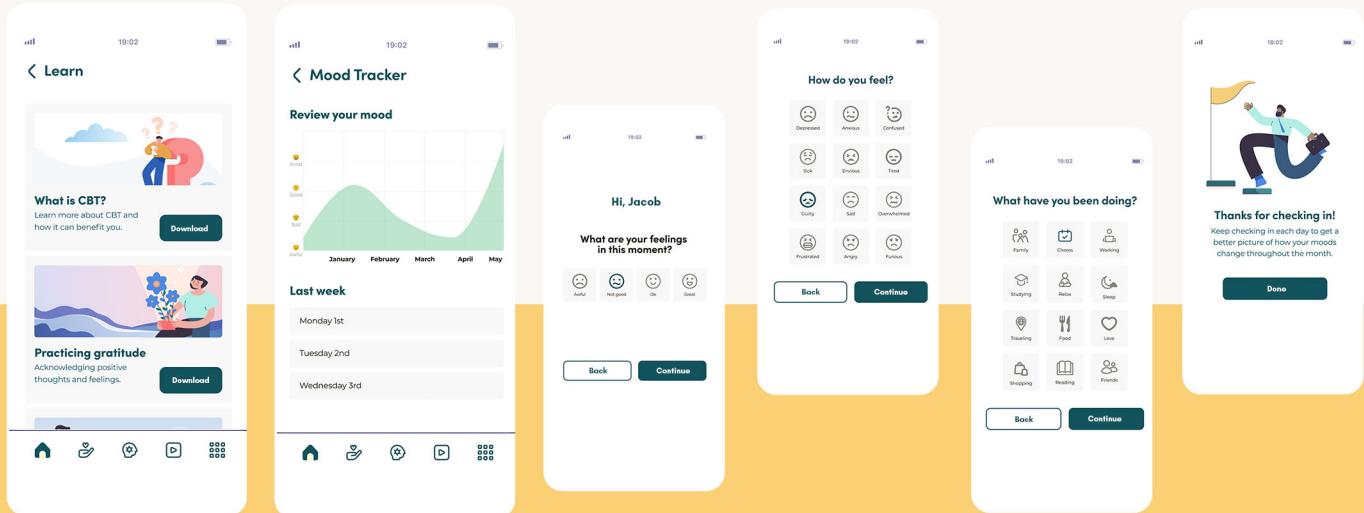 19:02
Learn
What is CBT?
Learn more about CBT and
how it can benefit you.
Download
Practicing gratitude
Acknowledging positive
thoughts and feelings.
Download
19:02
Mood Tracker
Review your mood
Great
Good
Bad
Awful
January February March April May
Last week
Monday 1st
Tuesday 2nd
Wednesday 3rd
19:02
Hi, Jacob
What are your feelings
in this moment?
Awful Not good Ok Great
Back Continue
19:02
How do you feel?
Depressed Anxious Confused
Sick Envious Tired
Guilty Sad Overwhelmed
Frustrated Angry Furious
Back Continue
19:02
What have you been doing?
Family Chores Working
Studying Relax Sleep
Traveling Food Love
Shopping Reading Friends
Back Continue
19:02
Thanks for checking in!
Keep checking in each day to get a
better picture of how your moods
change throughout the month.
Done